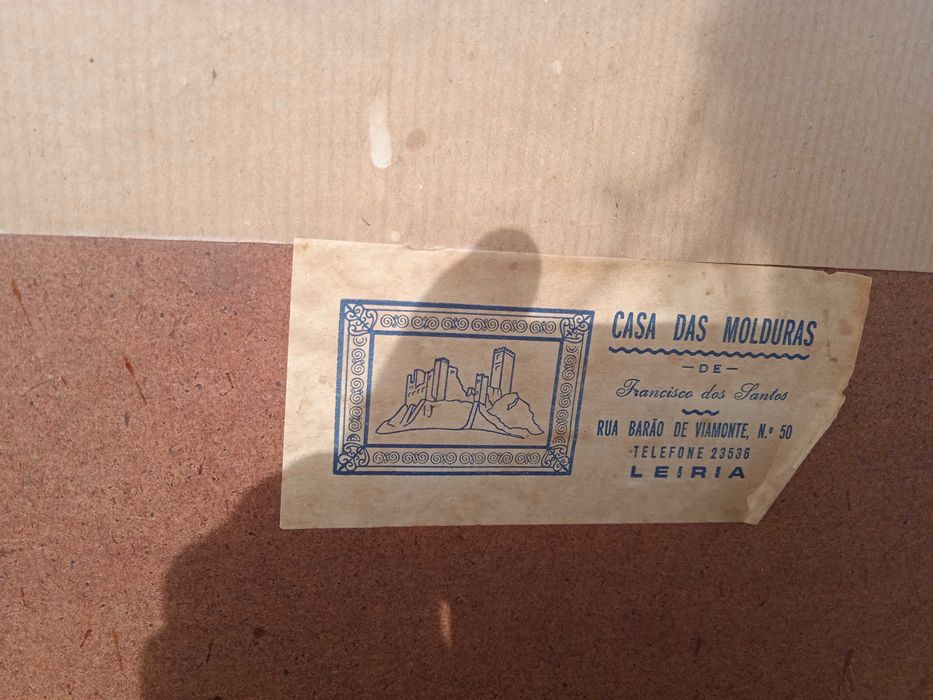 CASA DAS MOLDURAS
— DE —
Francisco dos Santos
RUA BARÃO DE VIAMONTE, N.º 50
TELEFONE 23536
LEIRIA